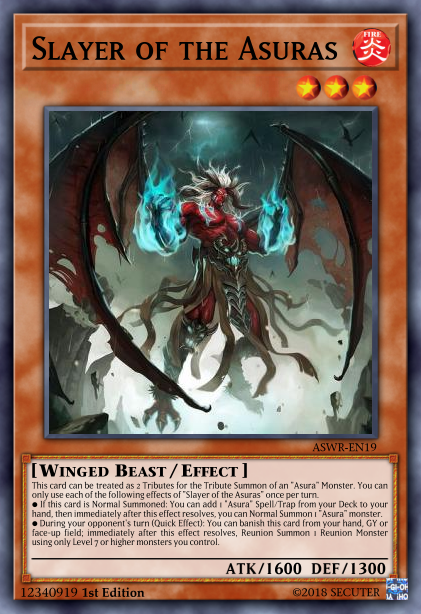 SLAYER OF THE ASURAS
FIRE
炎
ASWR-EN19
[WINGED BEAST / EFFECT]
This card can be treated as 2 Tributes for the Tribute Summon of an "Asura" Monster. You can
only use each of the following effects of "Slayer of the Asuras" once per turn.
● If this card is Normal Summoned: You can add 1 "Asura" Spell/Trap from your Deck to your
hand, then immediately after this effect resolves, you can Normal Summon 1 "Asura" monster.
● During your opponent's turn (Quick Effect): You can banish this card from your hand, GY or
face-up field; immediately after this effect resolves, Reunion Summon 1 Reunion Monster
using only Level 7 or higher monsters you control.
ATK/1600 DEF/1300
12340919 1st Edition
©2018 SECUTER